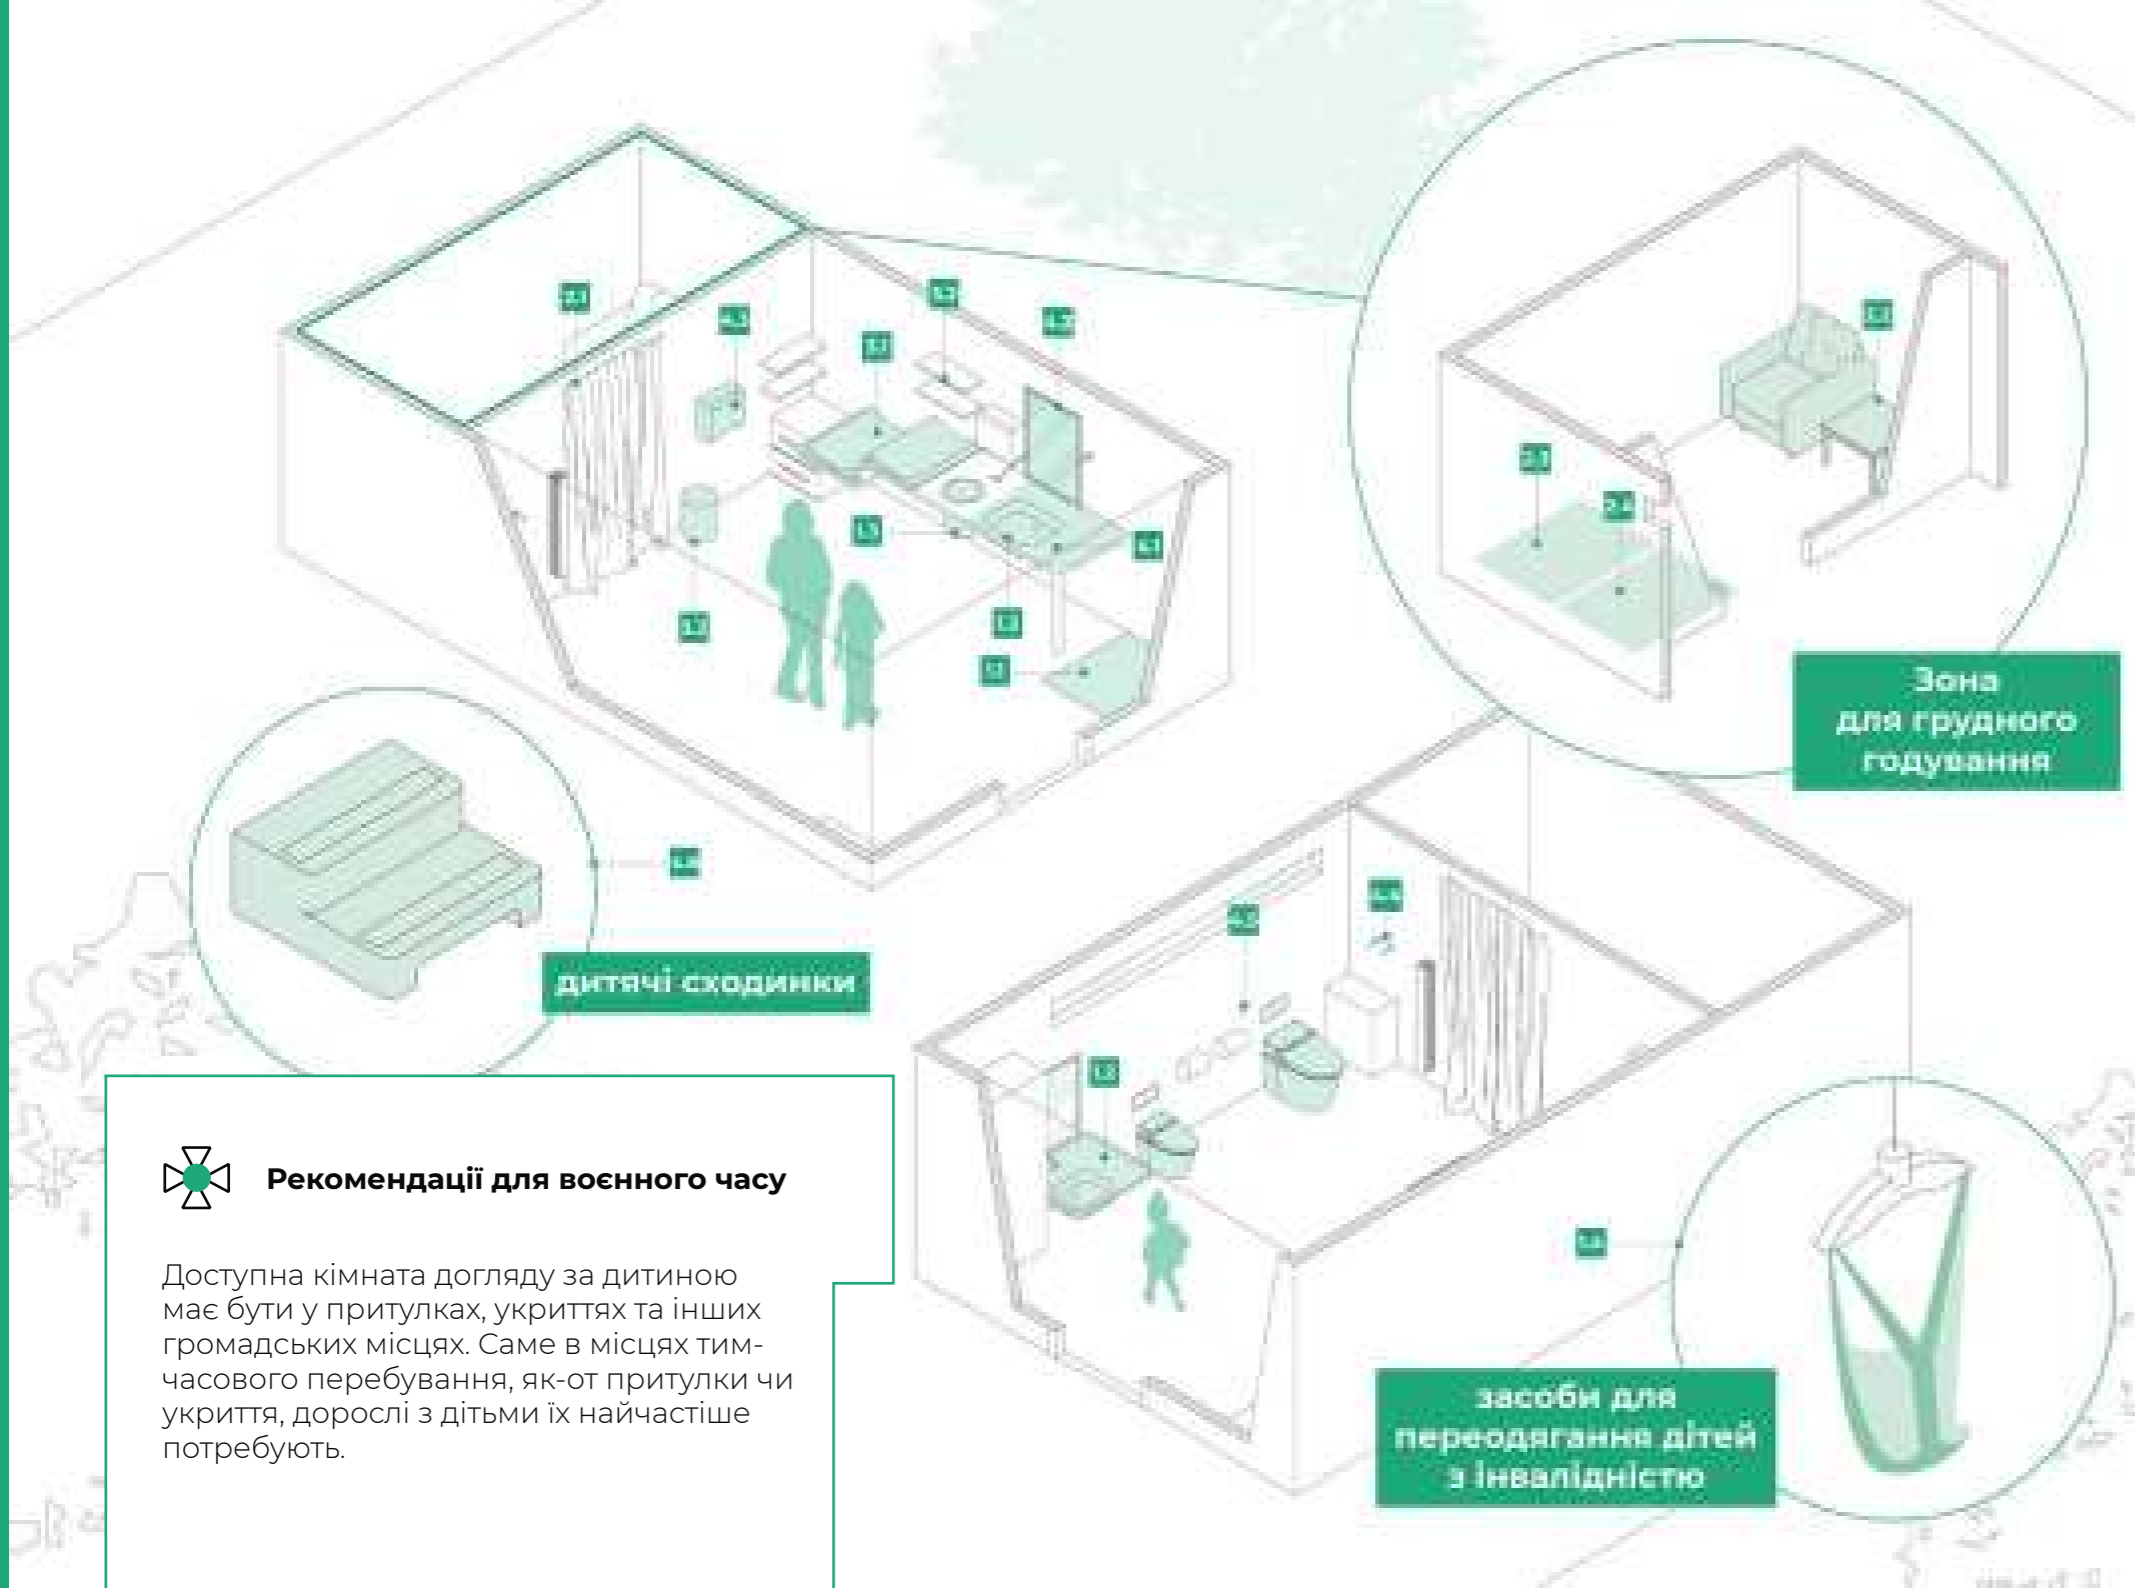 2.4
Зона
для грудного
годування
дитячі сходинки
Рекомендації для воєнного часу
Доступна кімната догляду за дитиною
має бути у притулках, укриттях та інших
громадських місцях. Саме в місцях тим-
часового перебування, як-от притулки чи
укриття, дорослі з дітьми їх найчастіше
потребують.
засоби для
переодягання дітей
з інвалідністю